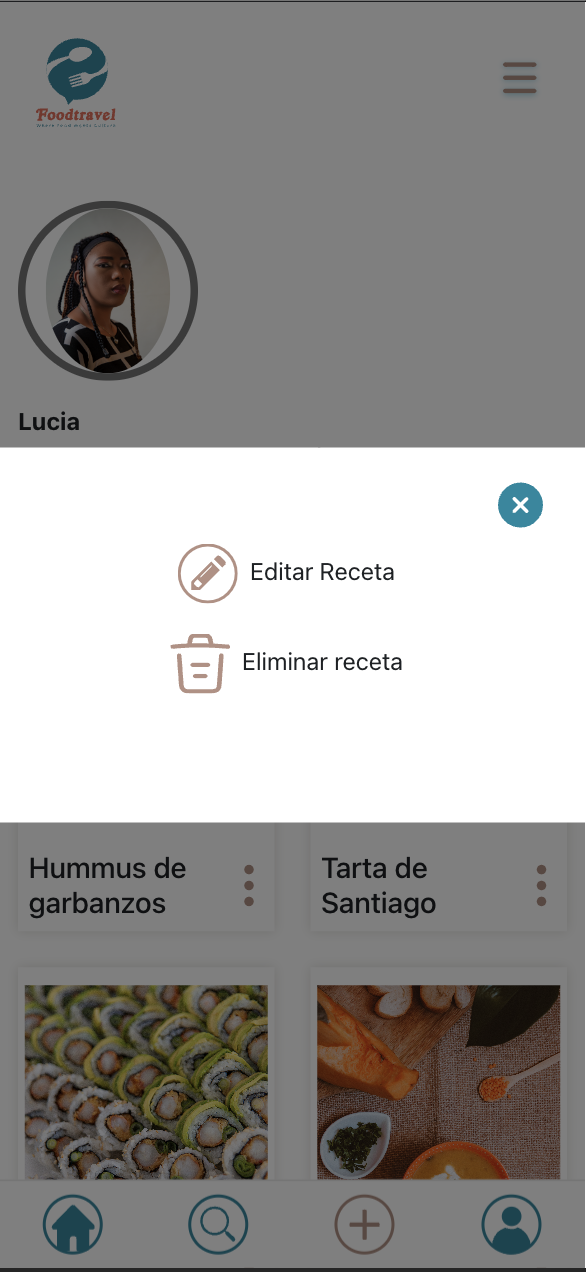 Foodtravel
Where Food Meets Culture
Lucia
Editar Receta
Eliminar receta
Hummus de
garbanzos
Tarta de
Santiago